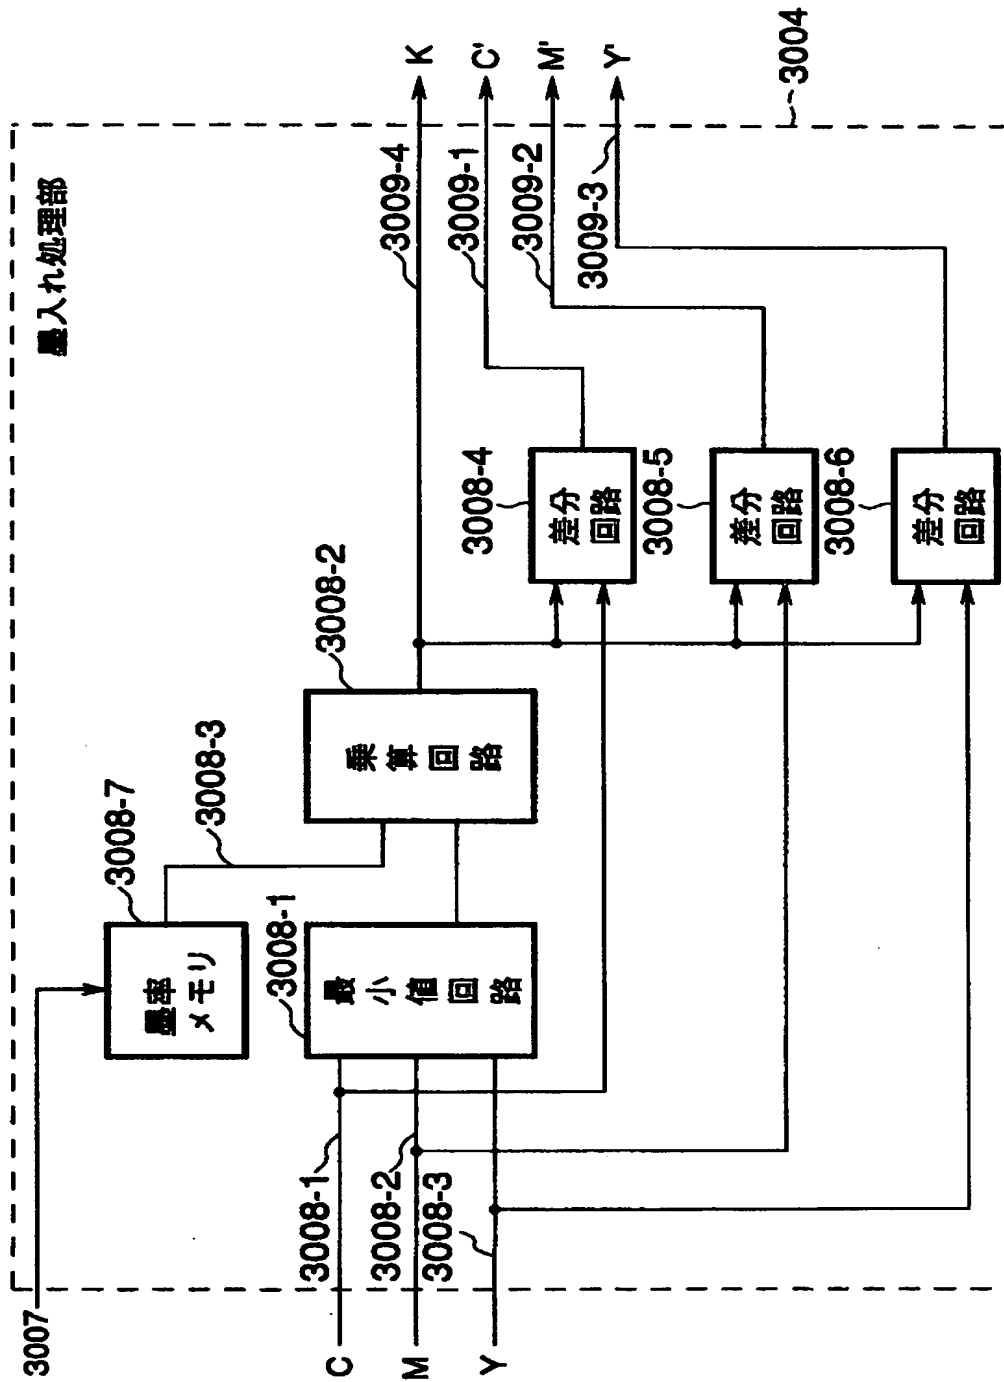 墨入れ処理部
3007
3008-7
墨率
メモリ
3008-3
C
3008-1
M
3008-2
Y
3008-3
3008-1
最小値回路
3008-2
乗算回路
3009-4
K
3008-4
差分
回路
3009-1
C'
3008-5
差分
回路
3009-2
M'
3008-6
差分
回路
3009-3
Y'
3004